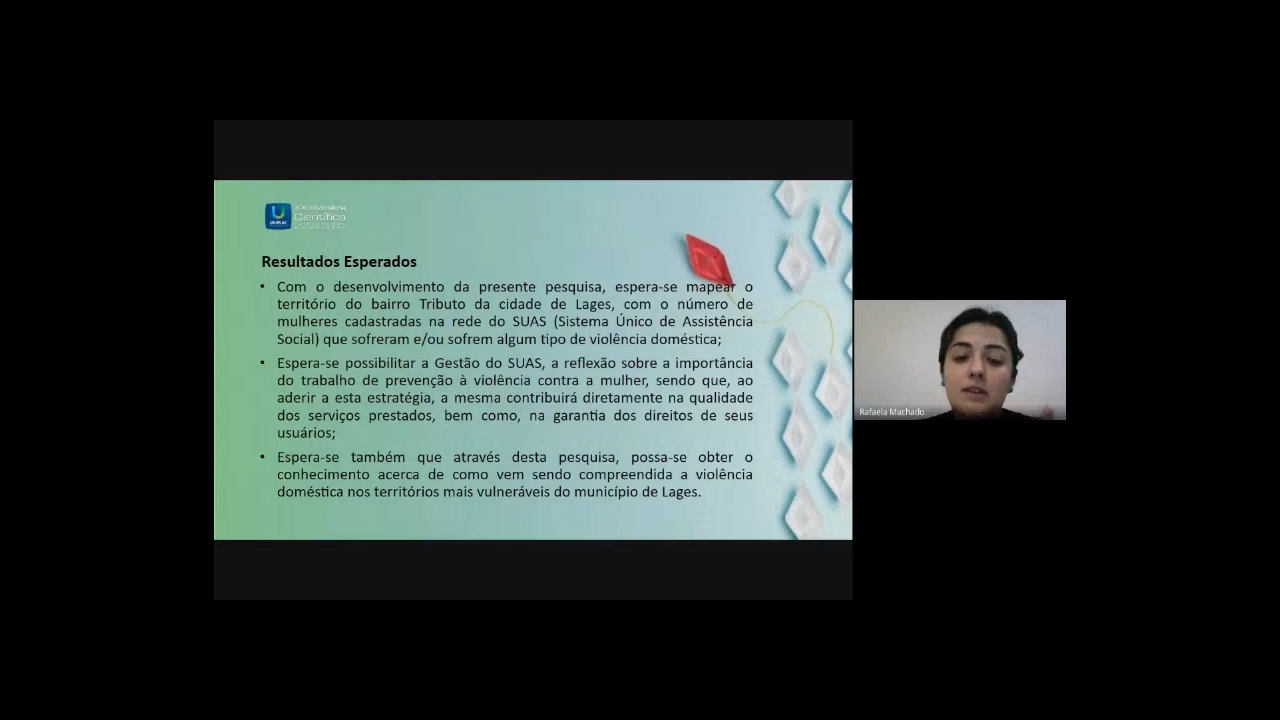 XXII Mostra
Científica
UNIPLAC
Resultados Esperados
• Com o desenvolvimento da presente pesquisa, espera-se mapear o
território do bairro Tributo da cidade de Lages, com o número de
mulheres cadastradas na rede do SUAS (Sistema Único de Assistência
Social) que sofreram e/ou sofrem algum tipo de violência doméstica;
• Espera-se possibilitar a Gestão do SUAS, a reflexão sobre a importância
do trabalho de prevenção à violência contra a mulher, sendo que, ao
aderir a esta estratégia, a mesma contribuirá diretamente na qualidade
dos serviços prestados, bem como, na garantia dos direitos de seus
usuários;
• Espera-se também que através desta pesquisa, possa-se obter o
conhecimento acerca de como vem sendo compreendida a violência
doméstica nos territórios mais vulneráveis do município de Lages.
Rafaela Machado